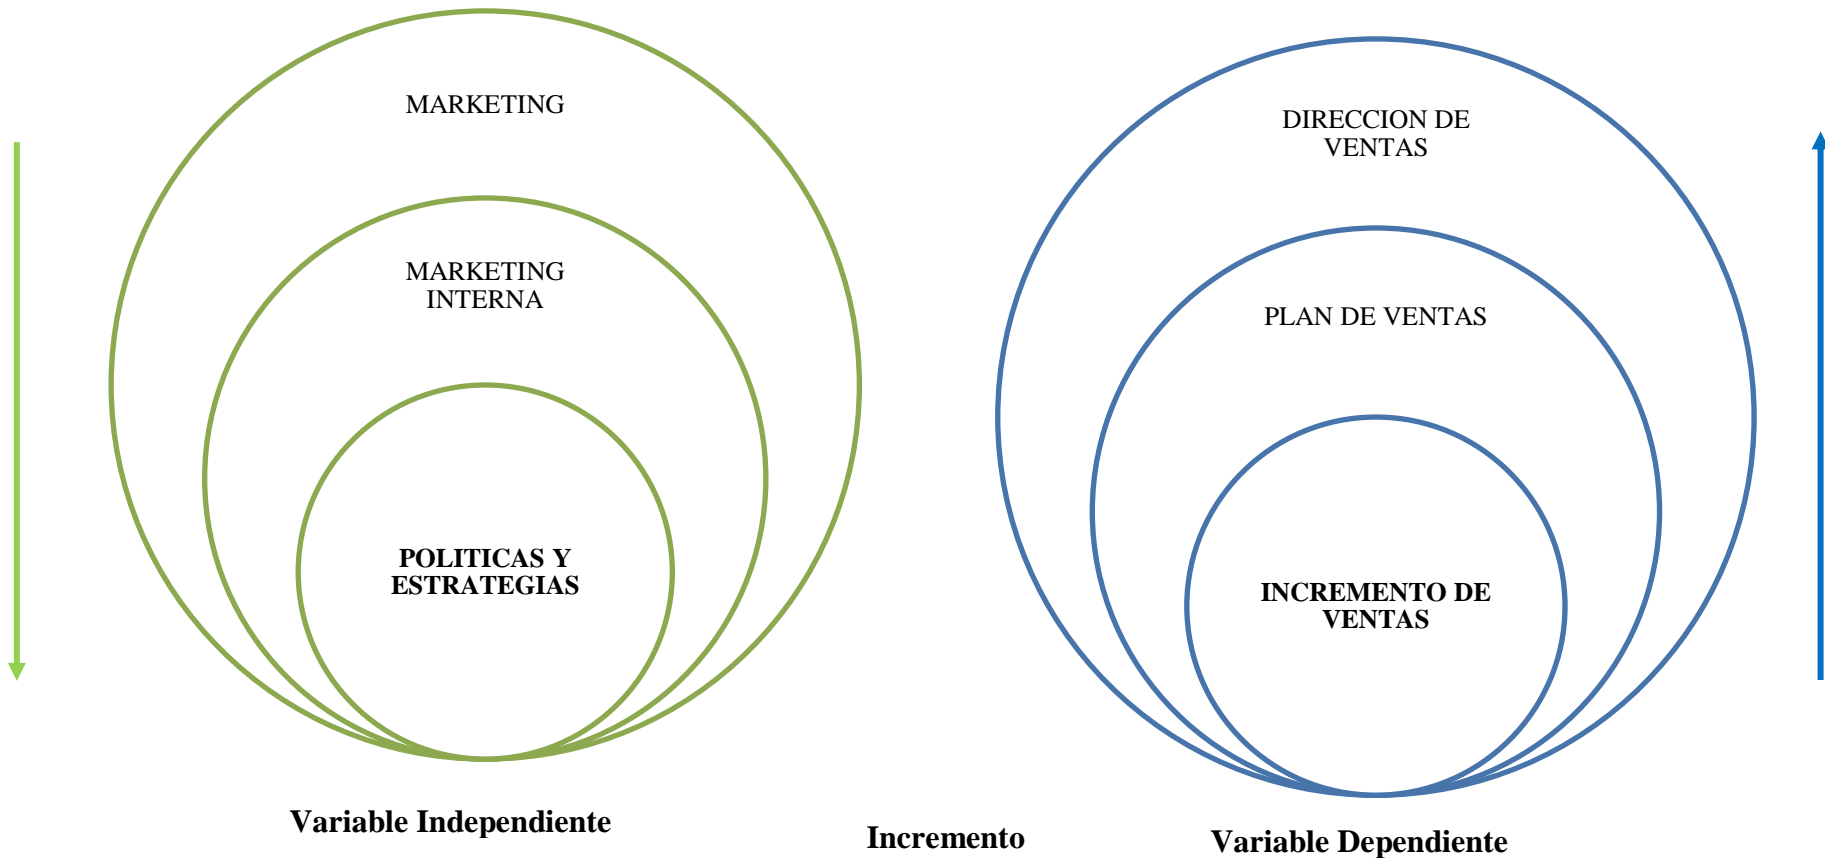 MARKETING
MARKETING
INTERNA
POLITICAS Y
ESTRATEGIAS
Variable Independiente
DIRECCION DE
VENTAS
PLAN DE VENTAS
INCREMENTO DE
VENTAS
Incremento
Variable Dependiente